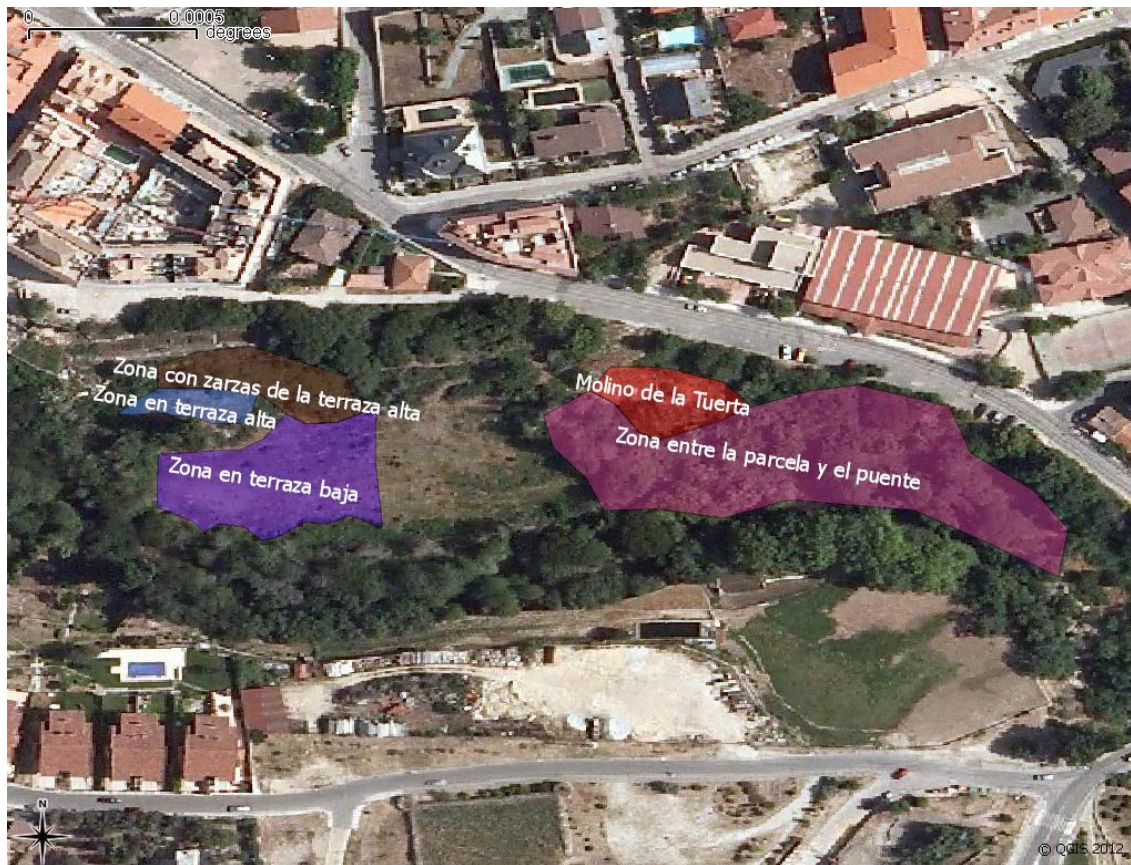 0 0.0005
degrees
Zona con zarzas de la terraza alta
Zona en terraza alta
Molino de la Tuerta
Zona entre la parcela y el puente
Zona en terraza baja
N
© QGIS 2012